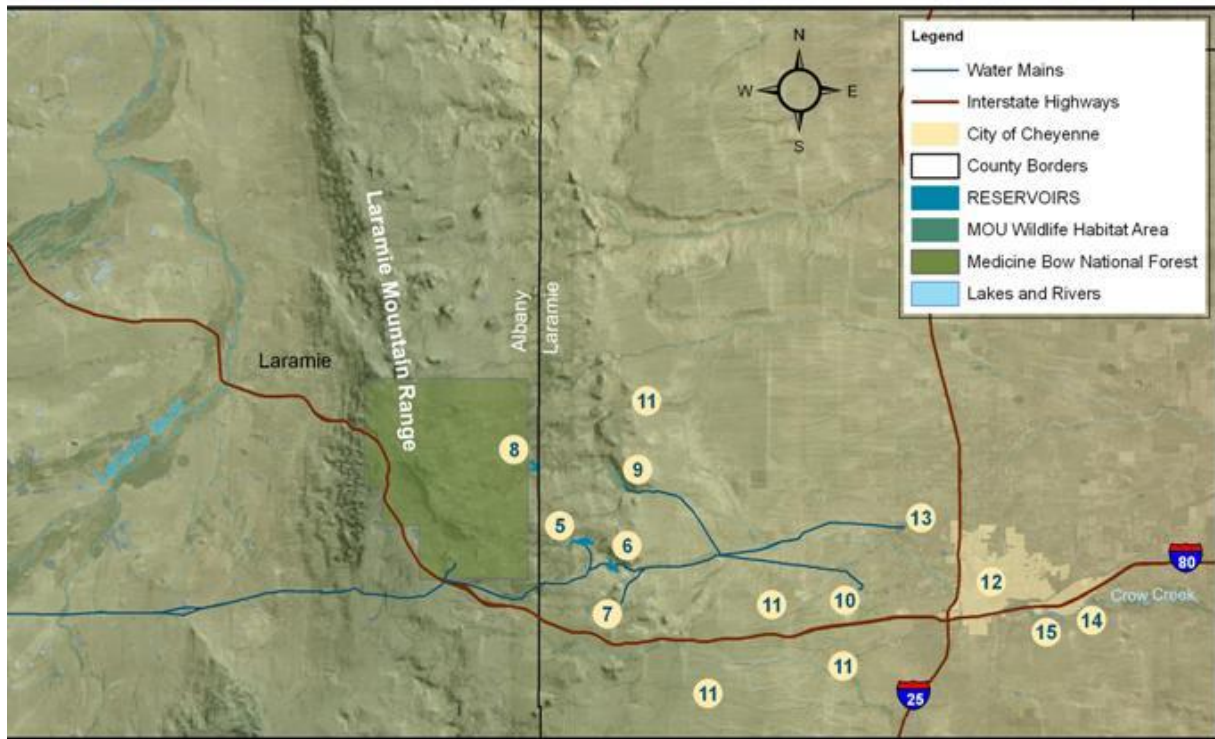 N
W E
S
Legend
Water Mains
Interstate Highways
City of Cheyenne
County Borders
RESERVOIRS
MOU Wildlife Habitat Area
Medicine Bow National Forest
Lakes and Rivers
Laramie Mountain Range
Albany
Laramie
Laramie
11
8
9
5
6
13
7
11
10
12
80
Crow Creek
15
14
11
11
25